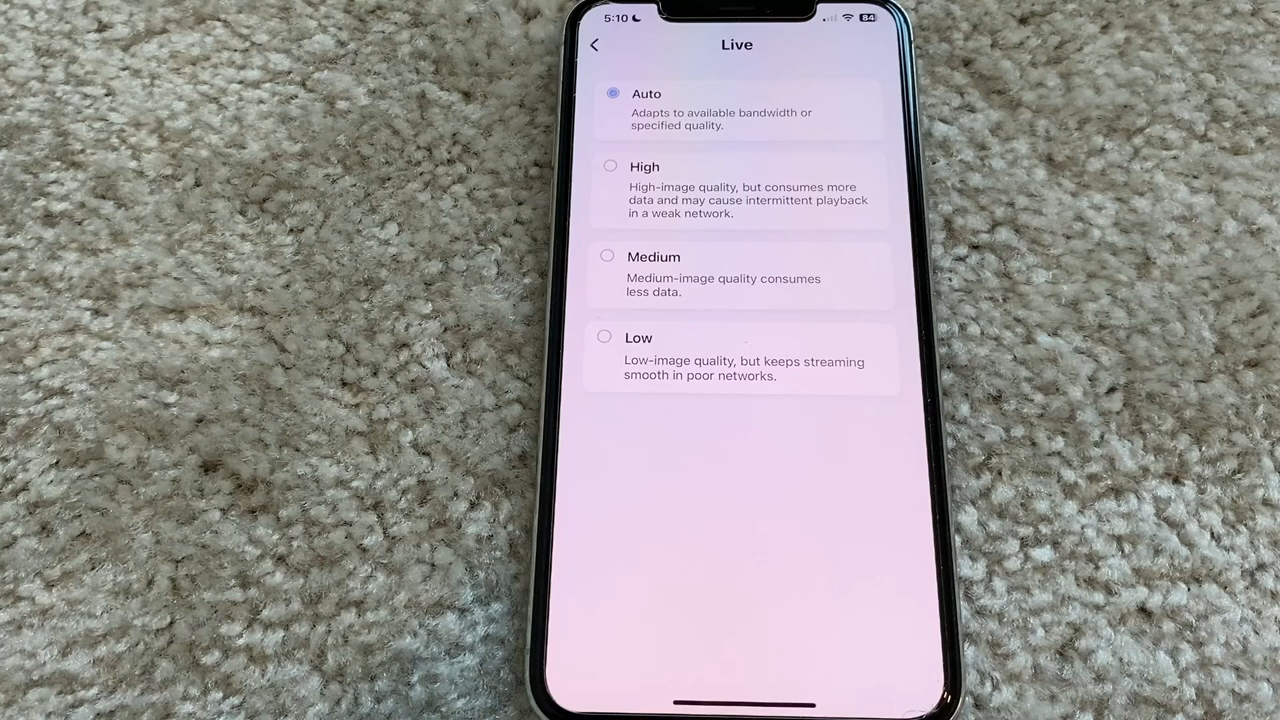 5:10
84
Live
Auto
Adapts to available bandwidth or
specified quality.
High
High-image quality, but consumes more
data and may cause intermittent playback
in a weak network.
Medium
Medium-image quality consumes
less data.
Low
Low-image quality, but keeps streaming
smooth in poor networks.